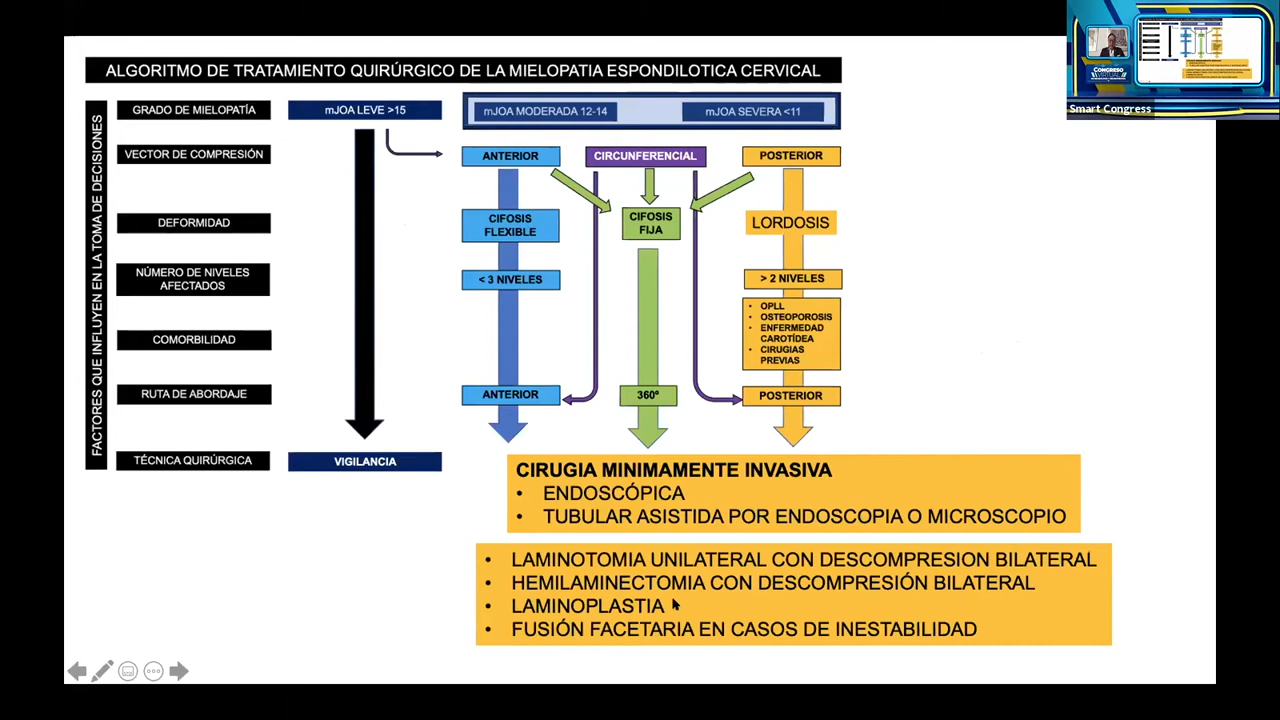 ALGORITMO DE TRATAMIENTO QUIRÚRGICO DE LA MIELOPATIA ESPONDILOTICA CERVICAL
FACTORES QUE INFLUYEN EN LA TOMA DE DECISIONES
GRADO DE MIELOPATÍA
mJOA LEVE >15
mJOA MODERADA 12-14
mJOA SEVERA <11
VECTOR DE COMPRESIÓN
ANTERIOR
CIRCUNFERENCIAL
POSTERIOR
DEFORMIDAD
CIFOSIS
FLEXIBLE
CIFOSIS
FIJA
LORDOSIS
NÚMERO DE NIVELES
AFECTADOS
< 3 NIVELES
> 2 NIVELES
COMORBILIDAD
• OPLL
• OSTEOPOROSIS
• ENFERMEDAD
CAROTÍDEA
• CIRUGIAS
PREVIAS
RUTA DE ABORDAJE
ANTERIOR
360º
POSTERIOR
TÉCNICA QUIRÚRGICA
VIGILANCIA
CIRUGIA MINIMAMENTE INVASIVA
• ENDOSCÓPICA
• TUBULAR ASISTIDA POR ENDOSCOPIA O MICROSCOPIO
• LAMINOTOMIA UNILATERAL CON DESCOMPRESION BILATERAL
• HEMILAMINECTOMIA CON DESCOMPRESIÓN BILATERAL
• LAMINOPLASTIA
• FUSIÓN FACETARIA EN CASOS DE INESTABILIDAD
CONGRESO
VIRTUAL
Smart Congress